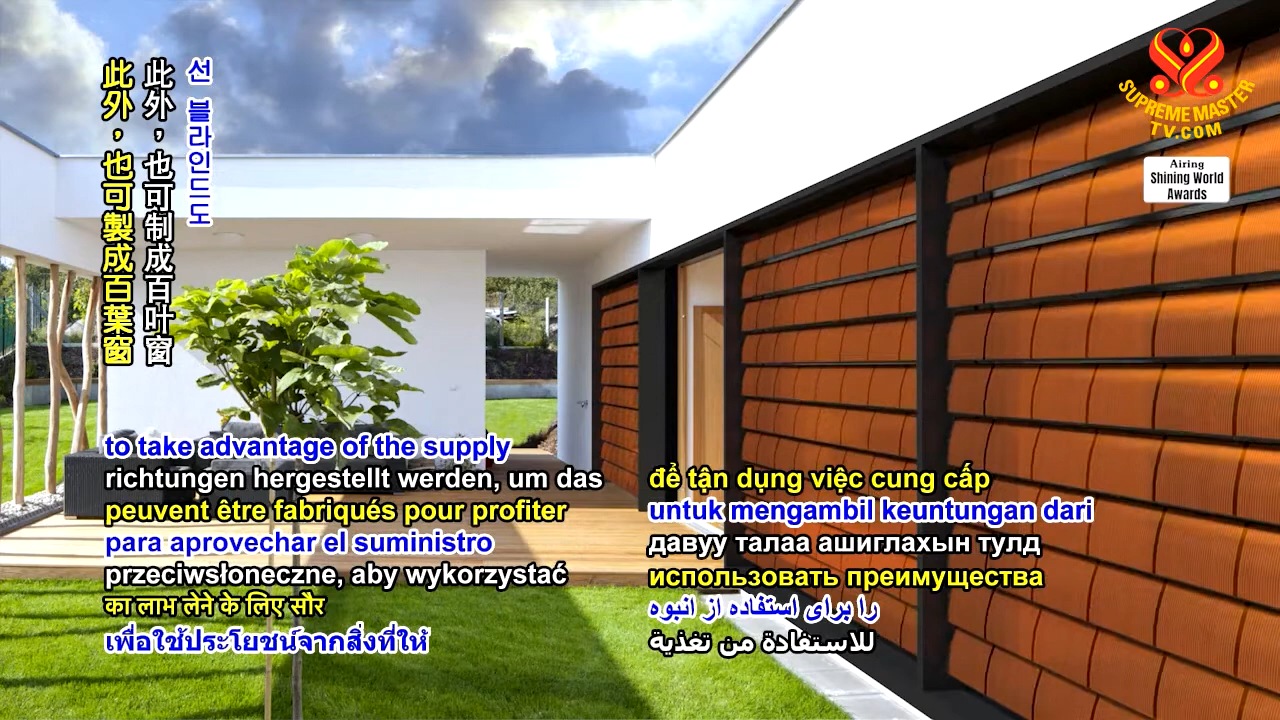 此外，也可製成百葉窗
此外，也可制成百叶窗
선 블라인드도
to take advantage of the supply
richtungen hergestellt werden, um das
peuvent être fabriqués pour profiter
para aprovechar el suministro
przeciwsłoneczne, aby wykorzystać
का लाभ लेने के लिए सौर
เพื่อใช้ประโยชน์จากสิ่งที่ให้
để tận dụng việc cung cấp
untuk mengambil keuntungan dari
давуу талаа ашиглахын тулд
использовать преимущества
را برای استفاده از انبوه
للاستفادة من تغذية
SUPREME MASTER
TV.COM
Airing
Shining World
Awards